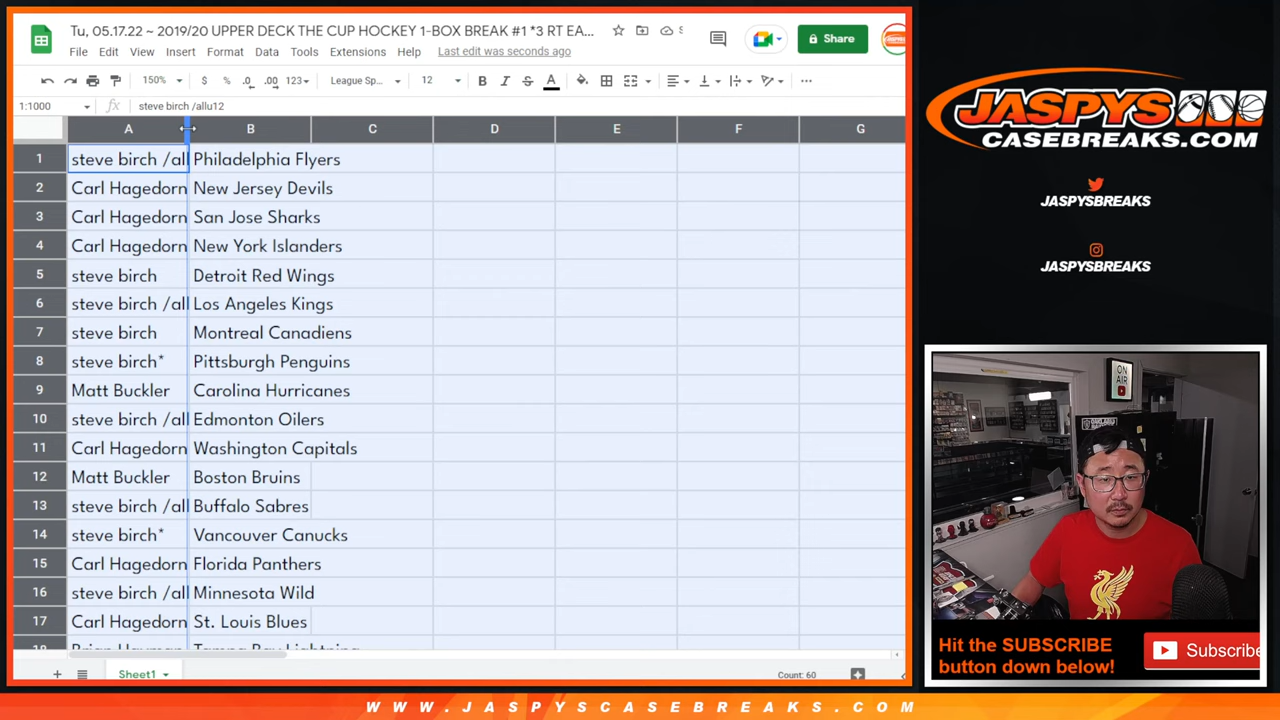 Tu, 05.17.22 ~ 2019/20 UPPER DECK THE CUP HOCKEY 1-BOX BREAK #1 *3 RT EA...
File Edit View Insert Format Data Tools Extensions Help Last edit was seconds ago
Share
150% $ % .0 .00 123 League Sp... 12 B I S A
1:1000 fx steve birch /allu12
A B C D E F G
1 steve birch /all Philadelphia Flyers
2 Carl Hagedorn New Jersey Devils
3 Carl Hagedorn San Jose Sharks
4 Carl Hagedorn New York Islanders
5 steve birch Detroit Red Wings
6 steve birch /all Los Angeles Kings
7 steve birch Montreal Canadiens
8 steve birch* Pittsburgh Penguins
9 Matt Buckler Carolina Hurricanes
10 steve birch /all Edmonton Oilers
11 Carl Hagedorn Washington Capitals
12 Matt Buckler Boston Bruins
13 steve birch /all Buffalo Sabres
14 steve birch* Vancouver Canucks
15 Carl Hagedorn Florida Panthers
16 steve birch /all Minnesota Wild
17 Carl Hagedorn St. Louis Blues
18 Brian Hayman Tampa Bay Lightning
Sheet1
Count: 60
JASPYS
CASEBREAKS.COM
JASPYSBREAKS
JASPYSBREAKS
ON
AIR
Hit the SUBSCRIBE
button down below!
Subscribe
WWW.JASPYSCASEBREAKS.COM